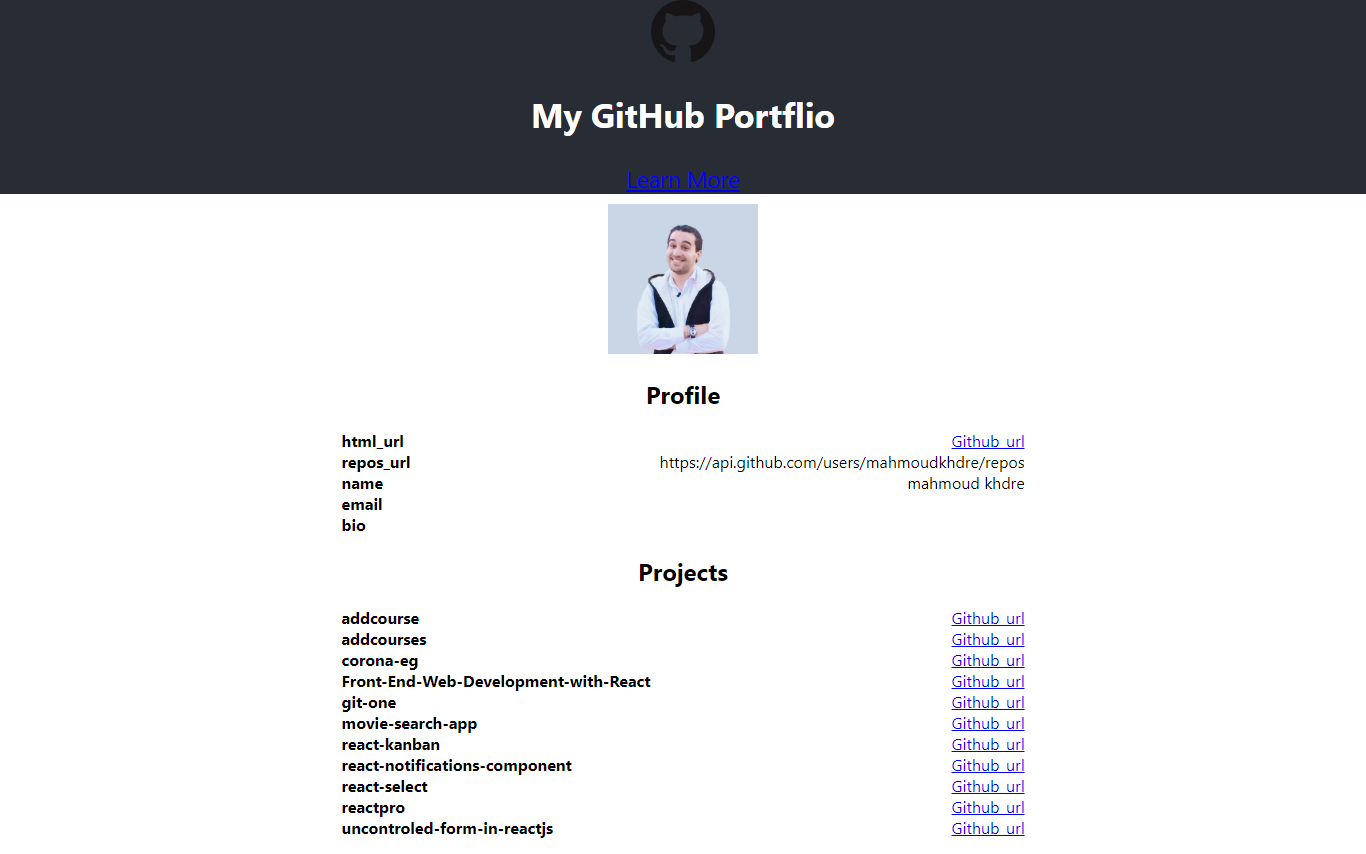 My GitHub Portflio
Learn More
Profile
html_url Github_url
repos_url https://api.github.com/users/mahmoudkhdre/repos
name mahmoud khdre
email
bio
Projects
addcourse Github_url
addcourses Github_url
corona-eg Github_url
Front-End-Web-Development-with-React Github_url
git-one Github_url
movie-search-app Github_url
react-kanban Github_url
react-notifications-component Github_url
react-select Github_url
reactpro Github_url
uncontroled-form-in-reactjs Github_url